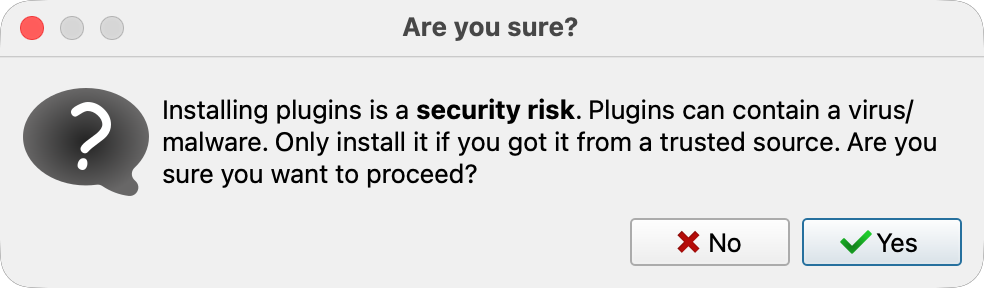 Are you sure?
Installing plugins is a security risk. Plugins can contain a virus/
malware. Only install it if you got it from a trusted source. Are you
sure you want to proceed?
No
Yes